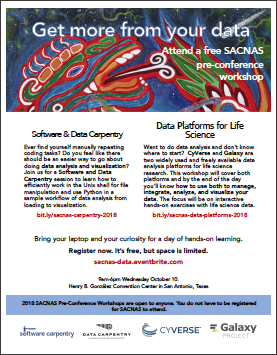 Get more from your data
Attend a free SACNAS
pre-conference
workshop
Software & Data Carpentry
Ever find yourself manually repeating
coding tasks? Do you feel like there
should be an easier way to go about
doing data analysis and visualization?
Join us for a Software and Data
Carpentry session to learn how to
efficiently work in the Unix shell for file
manipulation and use Python in a
sample workflow of data analysis from
loading to visualization.
bit.ly/sacnas-carpentry-2018
Data Platforms for Life
Science
Want to do data analysis and don't know
where to start? CyVerse and Galaxy are
two widely used and freely available data
analysis platforms for life science
research. This workshop will cover both
platforms and by the end of the day
you'll know how to use both to manage,
integrate, analyze, and visualize your
data. The focus will be on interactive
hands-on exercises with life science data.
bit.ly/sacnas-data-platforms-2018
Bring your laptop and your curiosity for a day of hands-on learning.
Register now. It's free, but space is limited.
sacnas-data.eventbrite.com
9am-6pm Wednesday October 10.
Henry B. González Convention Center in San Antonio, Texas
2018 SACNAS Pre-Conference Workshops are open to anyone. You do not have to be registered
for SACNAS to attend.
software carpentry
DATA CARPENTRY
CYVERSE
Galaxy
PROJECT